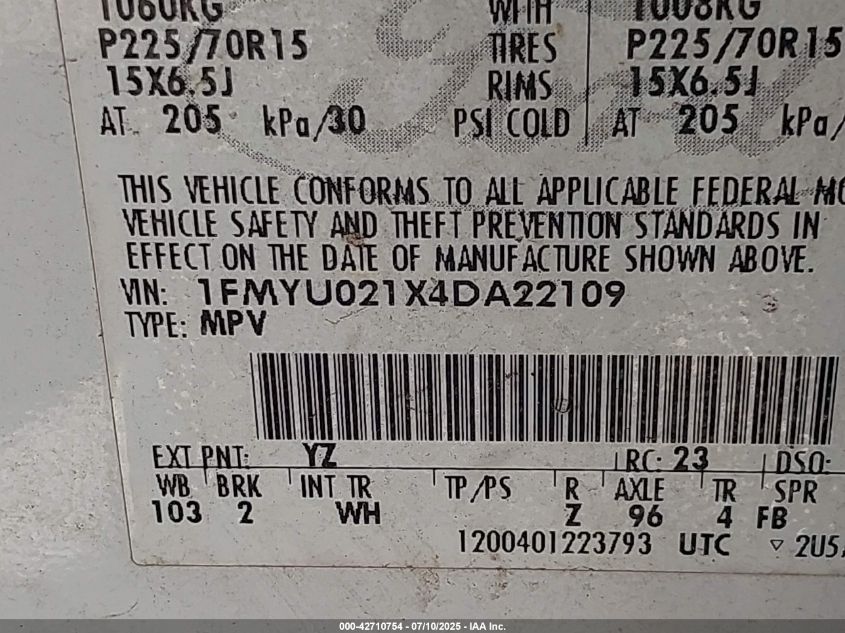 1060KG WITH 1008KG
P225/70R15 TIRES P225/70R15
15X6.5J RIMS 15X6.5J
AT 205 kPa/30 PSI COLD AT 205 kPa/
THIS VEHICLE CONFORMS TO ALL APPLICABLE FEDERAL MO
VEHICLE SAFETY AND THEFT PREVENTION STANDARDS IN
EFFECT ON THE DATE OF MANUFACTURE SHOWN ABOVE.
VIN: 1FMYU021X4DA22109
TYPE: MPV
EXT PNT: YZ RC: 23 DSO:
WB BRK INT TR TP/PS R AXLE TR SPR
103 2 WH Z 96 4 FB
1200401223793 UTC ▽ 2U5
000-42710754 - 07/10/2025 - IAA Inc.